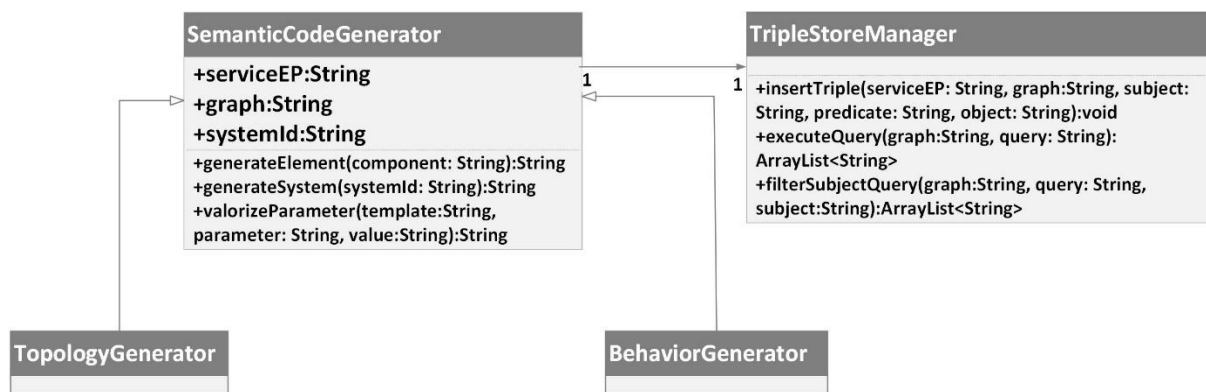 SemanticCodeGenerator
+serviceEP:String
+graph:String
+systemId:String
+generateElement(component: String):String
+generateSystem(systemId: String):String
+valorizeParameter(template:String,
parameter: String, value:String):String
1
1
TripleStoreManager
+insertTriple(serviceEP: String, graph:String, subject:
String, predicate: String, object: String):void
+executeQuery(graph:String, query: String):
ArrayList<String>
+filterSubjectQuery(graph:String, query: String,
subject:String):ArrayList<String>
TopologyGenerator
BehaviorGenerator